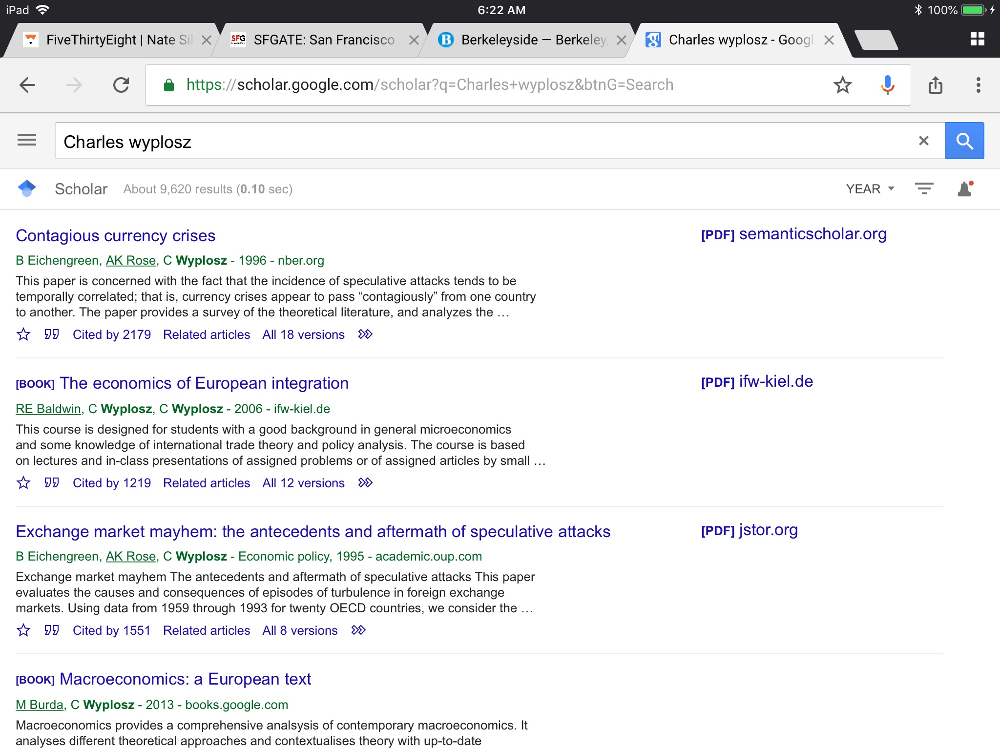 iPad 6:22 AM 100%
FiveThirtyEight | Nate Sil SFGATE: San Francisco Berkeleyside — Berkeley, Charles wyplosz - Googl
https://scholar.google.com/scholar?q=Charles+wyplosz&btnG=Search
Charles wyplosz
Scholar About 9,620 results (0.10 sec) YEAR
Contagious currency crises [PDF] semanticscholar.org
B Eichengreen, AK Rose, C Wyplosz - 1996 - nber.org
This paper is concerned with the fact that the incidence of speculative attacks tends to be
temporally correlated; that is, currency crises appear to pass “contagiously” from one country
to another. The paper provides a survey of the theoretical literature, and analyzes the …
Cited by 2179 Related articles All 18 versions
[BOOK] The economics of European integration [PDF] ifw-kiel.de
RE Baldwin, C Wyplosz, C Wyplosz - 2006 - ifw-kiel.de
This course is designed for students with a good background in general microeconomics
and some knowledge of international trade theory and policy analysis. The course is based
on lectures and in-class presentations of assigned problems or of assigned articles by small …
Cited by 1219 Related articles All 12 versions
Exchange market mayhem: the antecedents and aftermath of speculative attacks [PDF] jstor.org
B Eichengreen, AK Rose, C Wyplosz - Economic policy, 1995 - academic.oup.com
Exchange market mayhem The antecedents and aftermath of speculative attacks This paper
evaluates the causes and consequences of episodes of turbulence in foreign exchange
markets. Using data from 1959 through 1993 for twenty OECD countries, we consider the …
Cited by 1551 Related articles All 8 versions
[BOOK] Macroeconomics: a European text
M Burda, C Wyplosz - 2013 - books.google.com
Macroeconomics provides a comprehensive analsysis of contemporary macroeconomics. It
analyses different theoretical approaches and contextualises theory with up-to-date